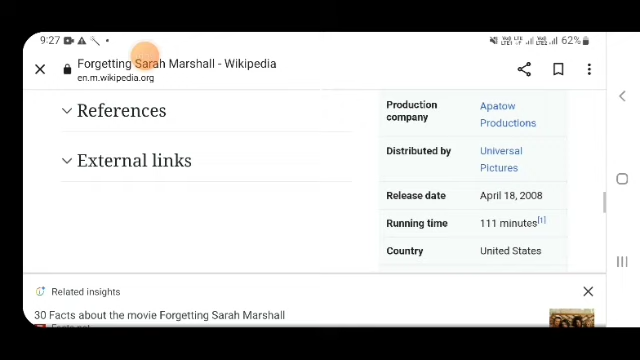 9:27
62%
Forgetting Sarah Marshall - Wikipedia
en.m.wikipedia.org
References
External links
Production company
Apatow Productions
Distributed by
Universal Pictures
Release date
April 18, 2008
Running time
111 minutes[1]
Country
United States
Related insights
30 Facts about the movie Forgetting Sarah Marshall